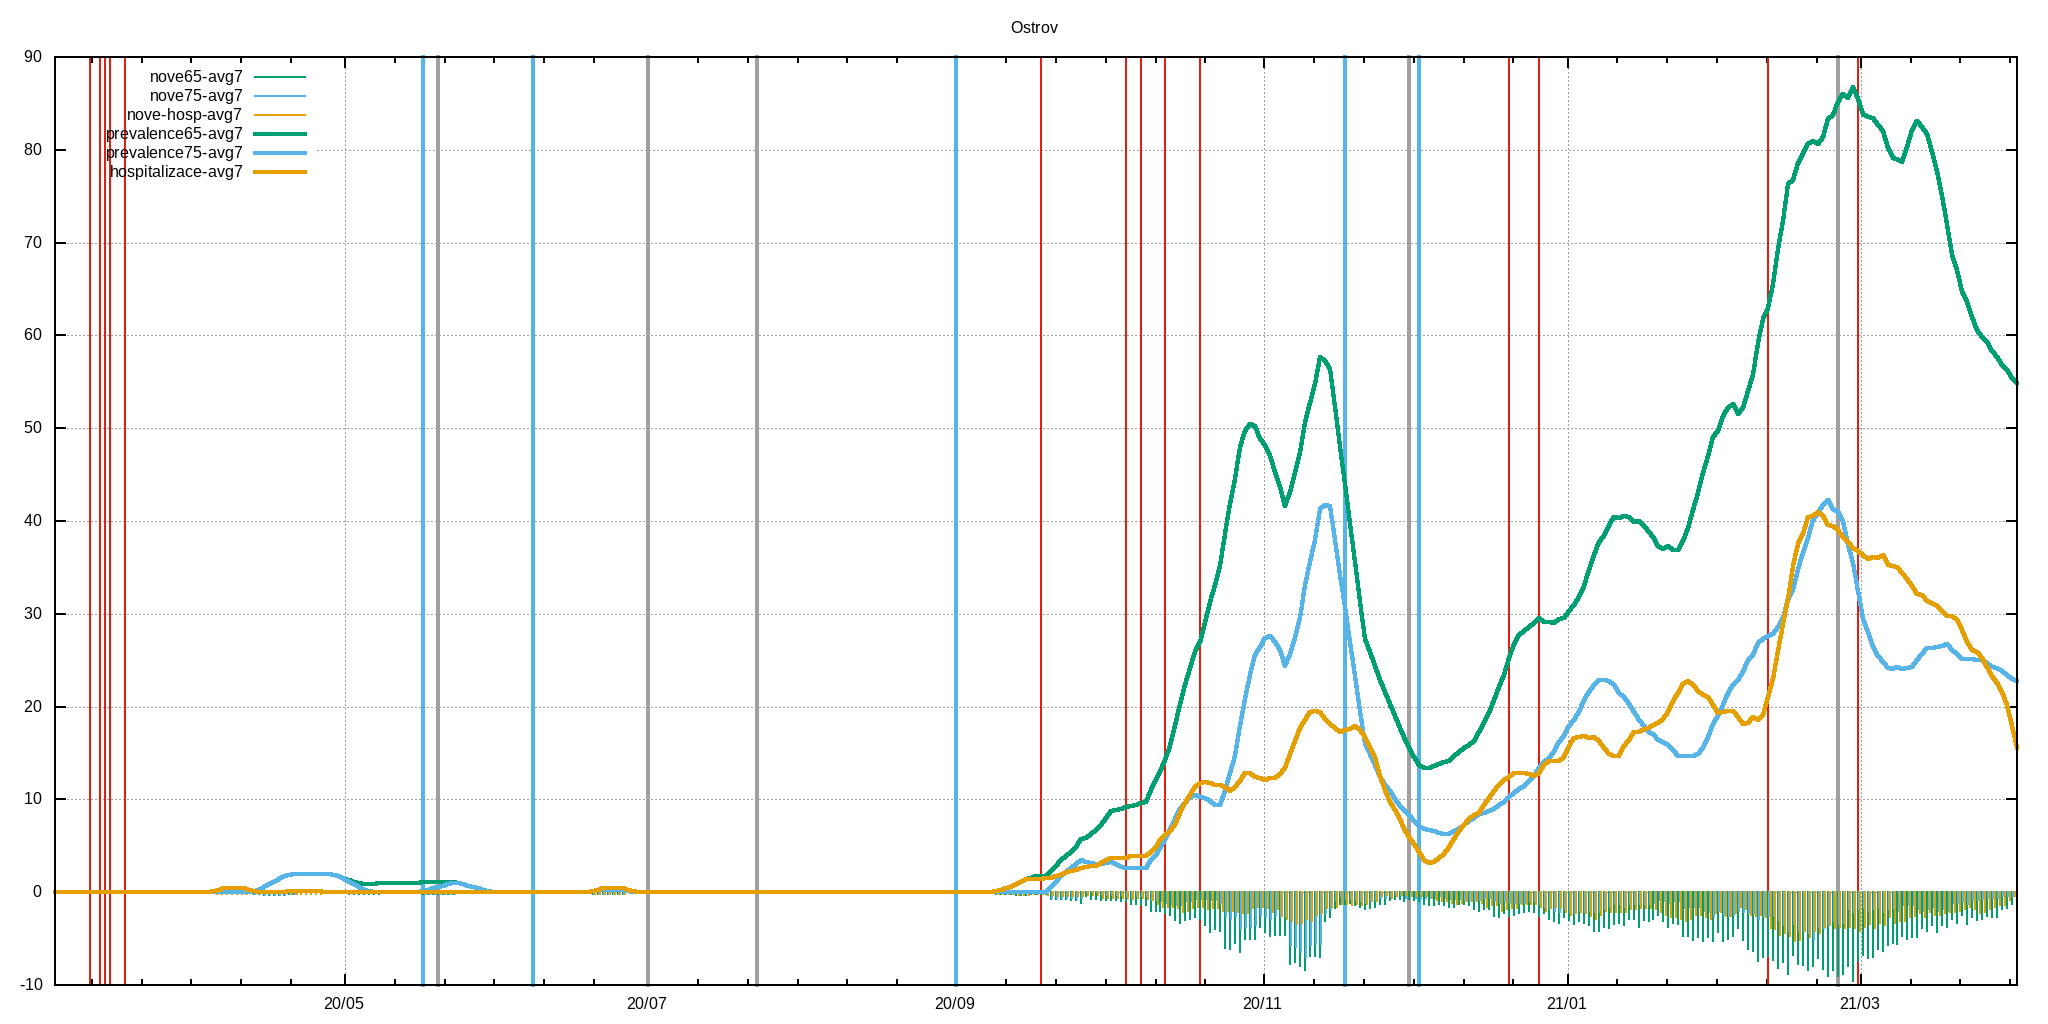 Ostrov
90
nove65-avg7
nove75-avg7
nove-hosp-avg7
prevalence65-avg7
80
prevalence75-avg7
hospitalizace-avg7
70
60
50
40
30
20
10
0
-10
20/05 20/07 20/09 20/11 21/01 21/03